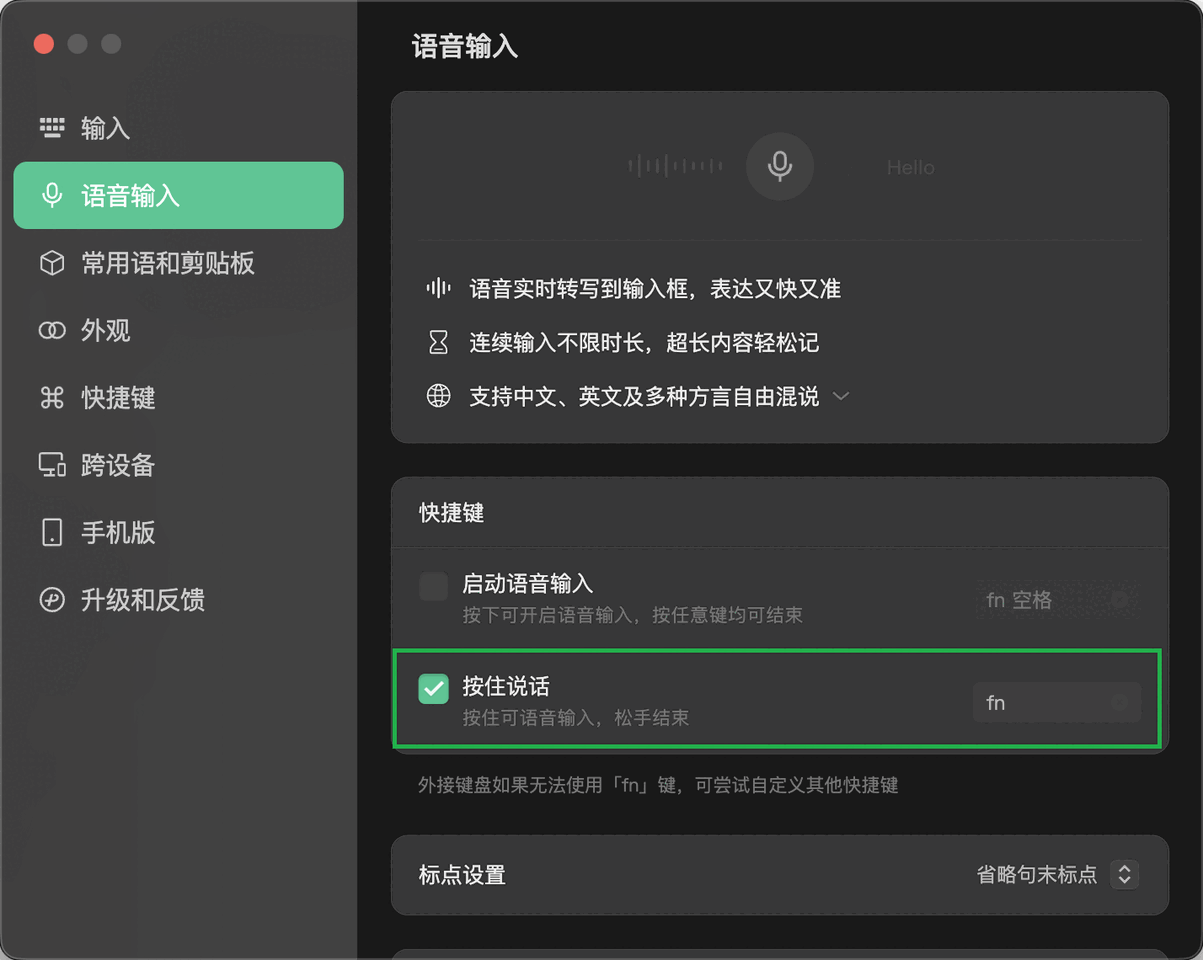 输入
语音输入
常用语和剪贴板
外观
快捷键
跨设备
手机版
升级和反馈
语音输入
Hello
语音实时转写到输入框，表达又快又准
连续输入不限时长，超长内容轻松记
支持中文、英文及多种方言自由混说
快捷键
启动语音输入
按下可开启语音输入，按任意键均可结束
fn 空格
按住说话
按住可语音输入，松手结束
fn
外接键盘如果无法使用「fn」键，可尝试自定义其他快捷键
标点设置
省略句末标点